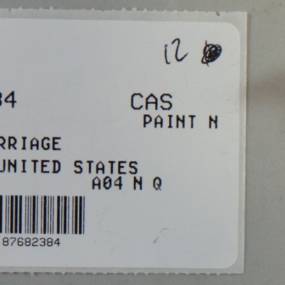 12
34 CAS
PAINT N
RRIAGE
UNITED STATES
A04 N Q
87682384